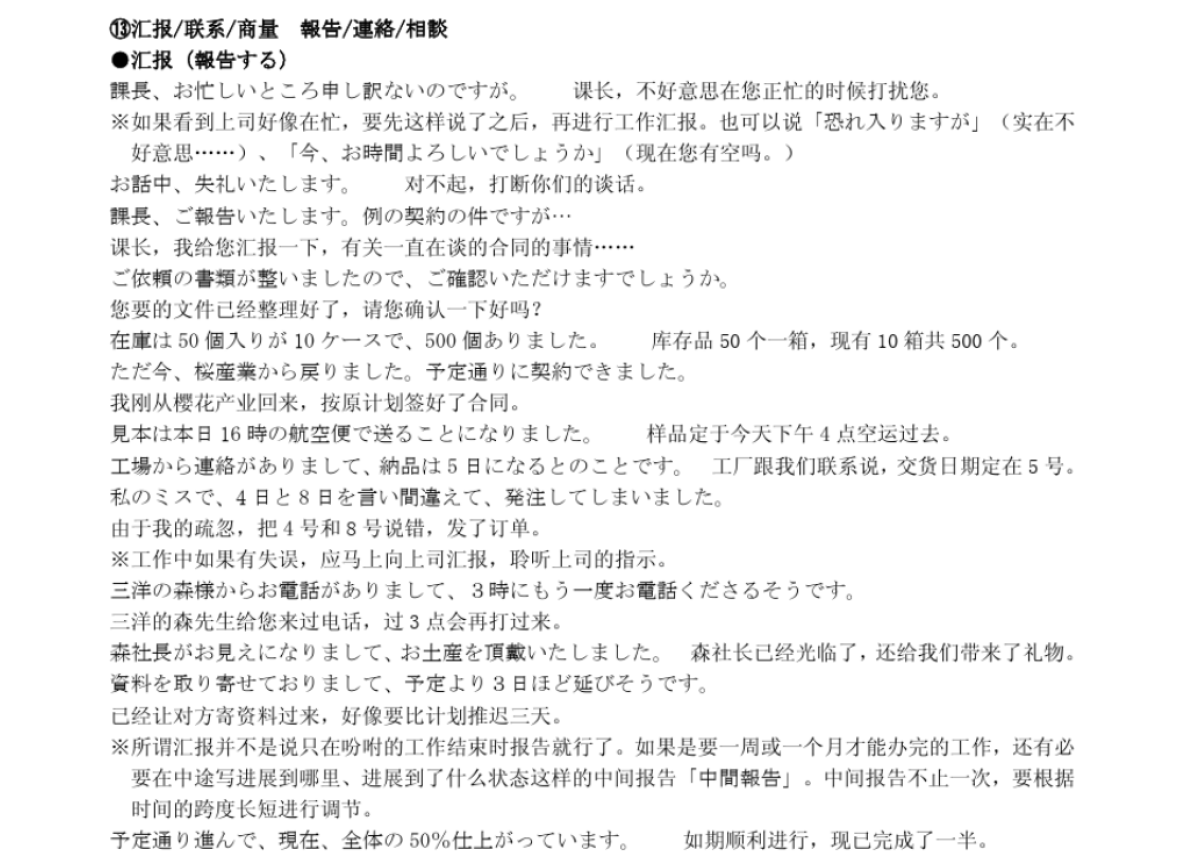 ⑬汇报/联系/商量　報告/連絡/相談
●汇报（報告する）
課長、お忙しいところ申し訳ないのですが。　　课长，不好意思在您正忙的时候打扰您。
※如果看到上司好像在忙，要先这样说了之后，再进行工作汇报。也可以说「恐れ入りますが」（实在不
好意思……）、「今、お時間よろしいでしょうか」（现在您有空吗。）
お話中、失礼いたします。　　对不起，打断你们的谈话。
課長、ご報告いたします。例の契約の件ですが…
课长，我给您汇报一下，有关一直在谈的合同的事情……
ご依頼の書類が整いましたので、ご確認いただけますでしょうか。
您要的文件已经整理好了，请您确认一下好吗？
在庫は 50 個入りが 10 ケースで、500 個ありました。　　库存品 50 个一箱，现有 10 箱共 500 个。
ただ今、桜産業から戻りました。予定通りに契約できました。
我刚从樱花产业回来，按原计划签好了合同。
見本は本日 16 時の航空便で送ることになりました。　　样品定于今天下午 4 点空运过去。
工場から連絡がありまして、納品は 5 日になるとのことです。　工厂跟我们联系说，交货日期定在 5 号。
私のミスで、4 日と 8 日を言い間違えて、発注してしまいました。
由于我的疏忽，把 4 号和 8 号说错，发了订单。
※工作中如果有失误，应马上向上司汇报，聆听上司的指示。
三洋の森様からお電話がありまして、３時にもう一度お電話くださるそうです。
三洋的森先生给您来过电话，过 3 点会再打过来。
森社長がお見えになりまして、お土産を頂戴いたしました。　森社长已经光临了，还给我们带来了礼物。
資料を取り寄せておりまして、予定より３日ほど延びそうです。
已经让对方寄资料过来，好像要比计划推迟三天。
※所谓汇报并不是说只在吩咐的工作结束时报告就行了。如果是要一周或一个月才能办完的工作，还有必
要在中途写进展到哪里、进展到了什么状态这样的中间报告「中間報告」。中间报告不止一次，要根据
时间的跨度长短进行调节。
予定通り進んで、現在、全体の 50％仕上がっています。　　如期顺利进行，现已完成了一半。